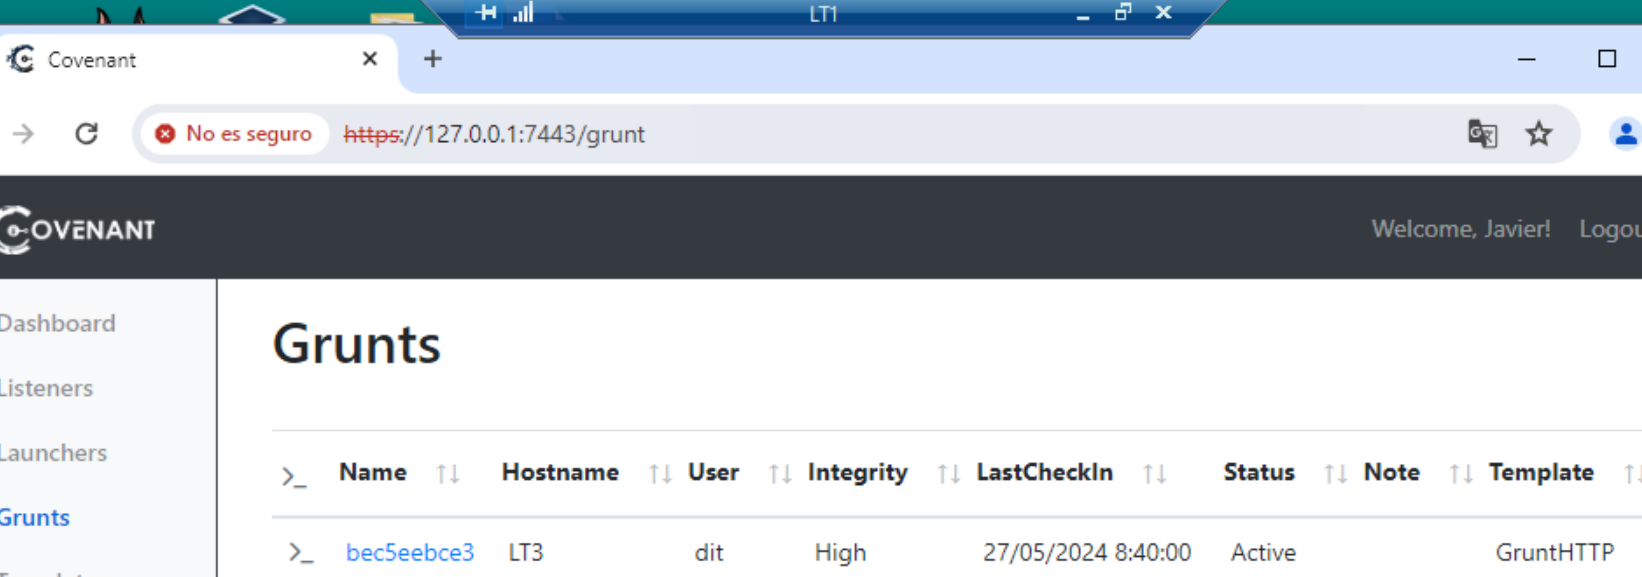 LT1
Covenant
No es seguro https://127.0.0.1:7443/grunt
COVENANT Welcome, Javier!
Dashboard
Grunts
Listeners
Launchers
Name Hostname User Integrity LastCheckIn Status Note Template
Grunts
bec5eebce3 LT3 dit High 27/05/2024 8:40:00 Active GruntHTTP